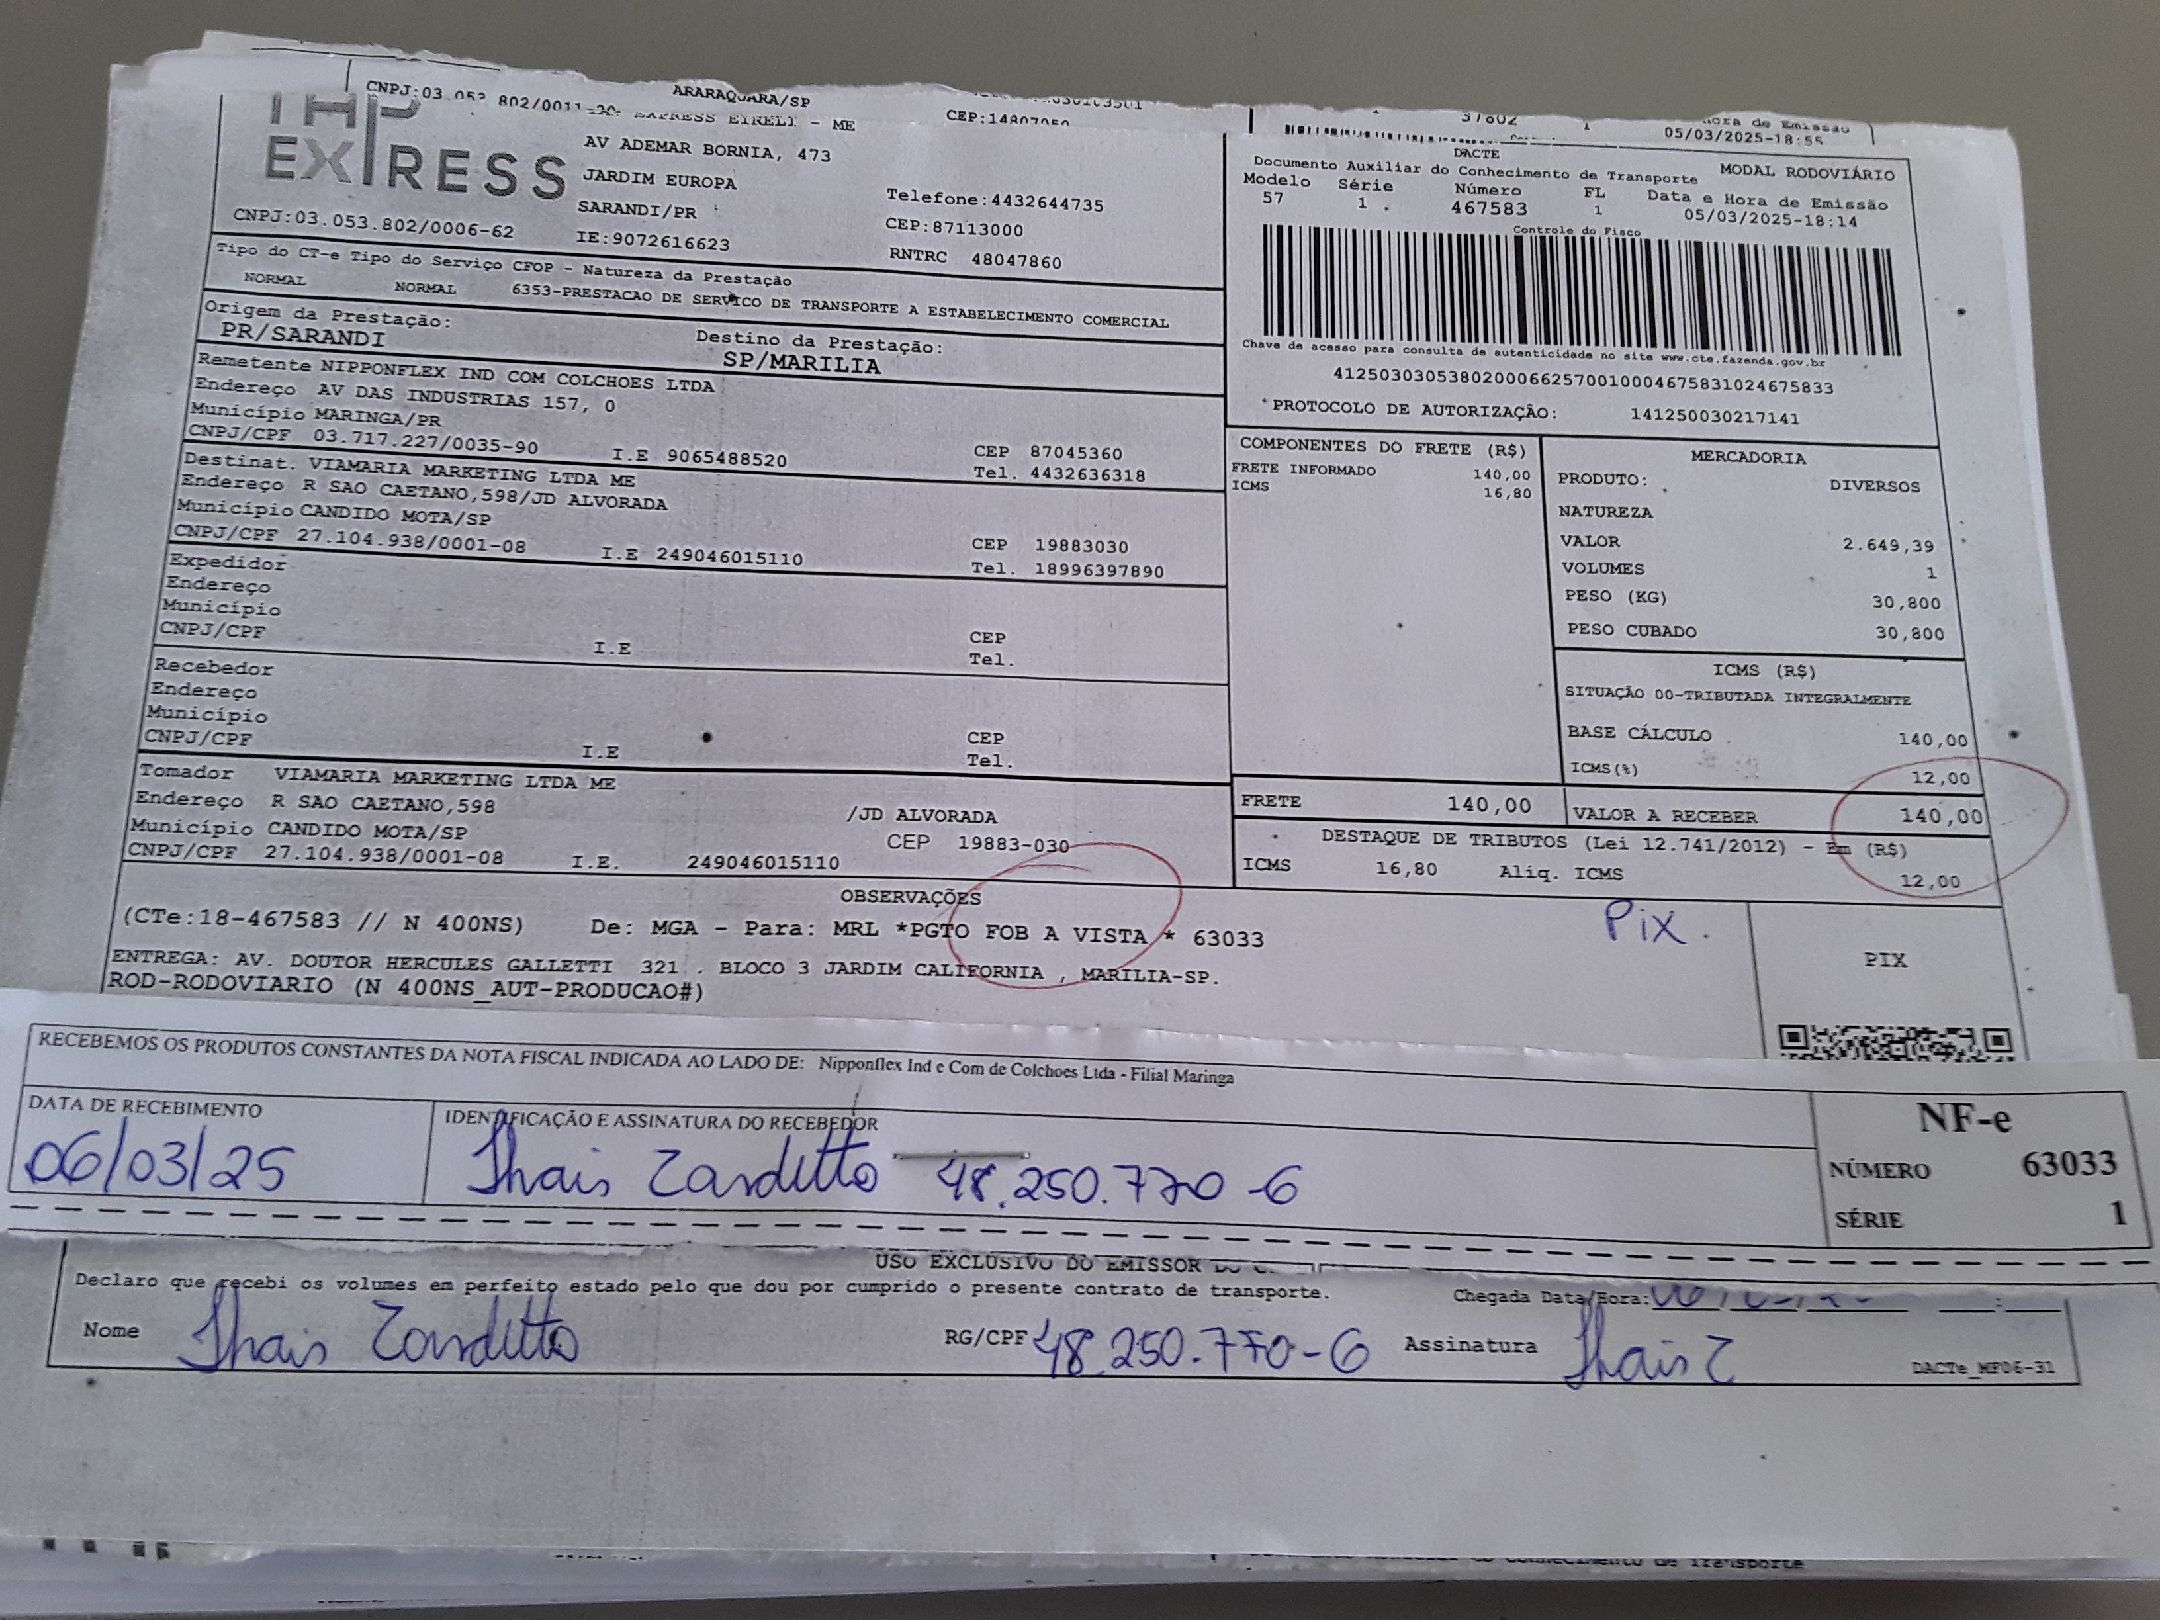 ARARAQUARA/SP
CEP:14807050
37802 1
05/03/2025-18:55
EXPRESS EIRELI - ME
EXPRESS
AV ADEMAR BORNIA, 473
JARDIM EUROPA
SARANDI/PR
Telefone:4432644735
CEP:87113000
CNPJ:03.053.802/0006-62 IE:9072616623 RNTRC 48047860
DACTE
Documento Auxiliar do Conhecimento de Transporte MODAL RODOVIÁRIO
Modelo Série Número FL Data e Hora de Emissão
57 1 . 467583 1 05/03/2025-18:14
Controle do Fisco
Tipo do CT-e Tipo do Serviço CFOP - Natureza da Prestação
NORMAL NORMAL 6353-PRESTACAO DE SERVICO DE TRANSPORTE A ESTABELECIMENTO COMERCIAL
Origem da Prestação: Destino da Prestação:
PR/SARANDI SP/MARILIA
Chave de acesso para consulta de autenticidade no site www.cte.fazenda.gov.br
41250303053802000662570010004675831024675833
PROTOCOLO DE AUTORIZAÇÃO: 141250030217141
Remetente NIPPONFLEX IND COM COLCHOES LTDA
Endereço AV DAS INDUSTRIAS 157, 0
Município MARINGA/PR CEP 87045360
CNPJ/CPF 03.717.227/0035-90 I.E 9065488520 Tel. 4432636318
Destinat. VIAMARIA MARKETING LTDA ME
Endereço R SAO CAETANO,598/JD ALVORADA
Município CANDIDO MOTA/SP CEP 19883030
CNPJ/CPF 27.104.938/0001-08 I.E 249046015110 Tel. 18996397890
Expedidor
Endereço
Município CEP
CNPJ/CPF I.E Tel.
Recebedor
Endereço
Município CEP
CNPJ/CPF I.E Tel.
Tomador VIAMARIA MARKETING LTDA ME
Endereço R SAO CAETANO,598 /JD ALVORADA
Município CANDIDO MOTA/SP CEP 19883-030
CNPJ/CPF 27.104.938/0001-08 I.E. 249046015110
COMPONENTES DO FRETE (R$)
FRETE INFORMADO 140,00
ICMS 16,80
MERCADORIA
PRODUTO: DIVERSOS
NATUREZA
VALOR 2.649,39
VOLUMES 1
PESO (KG) 30,800
PESO CUBADO 30,800
ICMS (R$)
SITUAÇÃO 00-TRIBUTADA INTEGRALMENTE
BASE CÁLCULO 140,00
ICMS(%) 12,00
FRETE 140,00 VALOR A RECEBER 140,00
DESTAQUE DE TRIBUTOS (Lei 12.741/2012) - Em (R$)
ICMS 16,80 Aliq. ICMS 12,00
OBSERVAÇÕES
(CTe:18-467583 // N 400NS) De: MGA - Para: MRL *PGTO FOB A VISTA * 63033
ENTREGA: AV. DOUTOR HERCULES GALLETTI 321 . BLOCO 3 JARDIM CALIFORNIA , MARILIA-SP.
ROD-RODOVIARIO (N 400NS_AUT-PRODUCAO#)
Pix.
PIX
RECEBEMOS OS PRODUTOS CONSTANTES DA NOTA FISCAL INDICADA AO LADO DE: Nipponflex Ind e Com de Colchoes Ltda - Filial Maringa
DATA DE RECEBIMENTO IDENTIFICAÇÃO E ASSINATURA DO RECEBEDOR
06/03/25 Thais Zanditto 48.250.770-6
NF-e
NÚMERO 63033
SÉRIE 1
USO EXCLUSIVO DO EMISSOR
Declaro que recebi os volumes em perfeito estado pelo que dou por cumprido o presente contrato de transporte. Chegada Data/Hora:
Nome Thais Zanditto RG/CPF 48.250.770-6 Assinatura Thais Z
DACTe_MF06-31